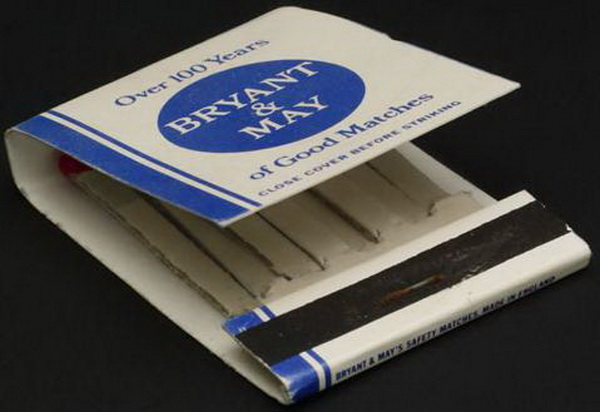 Over 100 Years
BRYANT
&
MAY
of Good Matches
CLOSE COVER BEFORE STRIKING
BRYANT & MAY'S SAFETY MATCHES, MADE IN ENGLAND